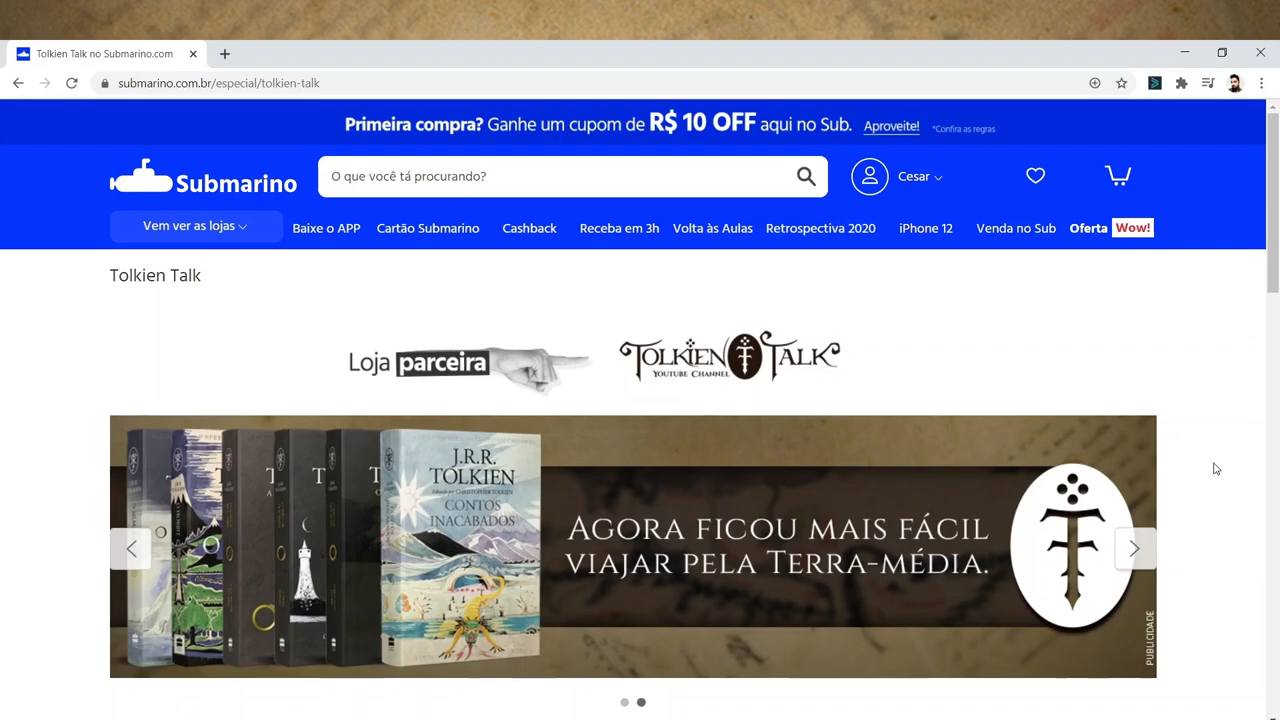 Tolkien Talk no Submarino.com
submarino.com.br/especial/tolkien-talk
Primeira compra? Ganhe um cupom de R$ 10 OFF aqui no Sub. Aproveite! *Confira as regras
Submarino
O que você tá procurando?
Cesar
Vem ver as lojas
Baixe o APP
Cartão Submarino
Cashback
Receba em 3h
Volta às Aulas
Retrospectiva 2020
iPhone 12
Venda no Sub
Oferta Wow!
Tolkien Talk
Loja parceira
TOLKIEN TALK
YOUTUBE CHANNEL
J.R.R.
TOLKIEN
Editado por CHRISTOPHER TOLKIEN
CONTOS
INACABADOS
AGORA FICOU MAIS FÁCIL
VIAJAR PELA TERRA-MÉDIA.
PUBLICIDADE